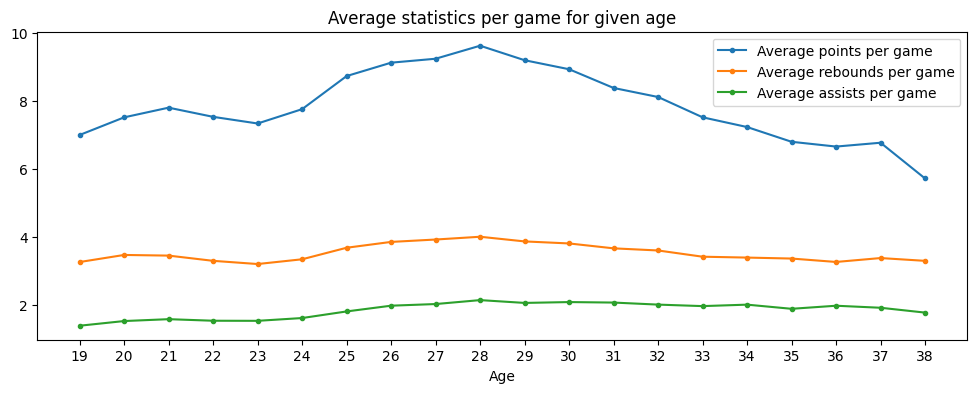 Average statistics per game for given age
Average points per game
Average rebounds per game
Average assists per game
10
8
6
4
2
19 20 21 22 23 24 25 26 27 28 29 30 31 32 33 34 35 36 37 38
Age